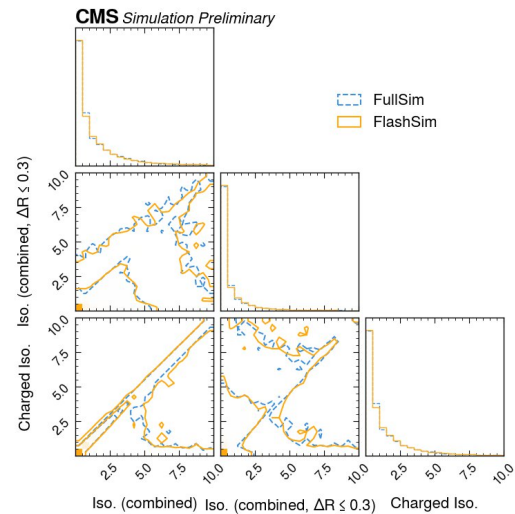 CMS Simulation Preliminary
FullSim
FlashSim
Iso. (combined, ΔR ≤ 0.3)
10.0
7.5
5.0
2.5
Charged Iso.
10.0
7.5
5.0
2.5
2.5 5.0 7.5 10.0 2.5 5.0 7.5 10.0 2.5 5.0 7.5 10.0
Iso. (combined) Iso. (combined, ΔR ≤ 0.3) Charged Iso.